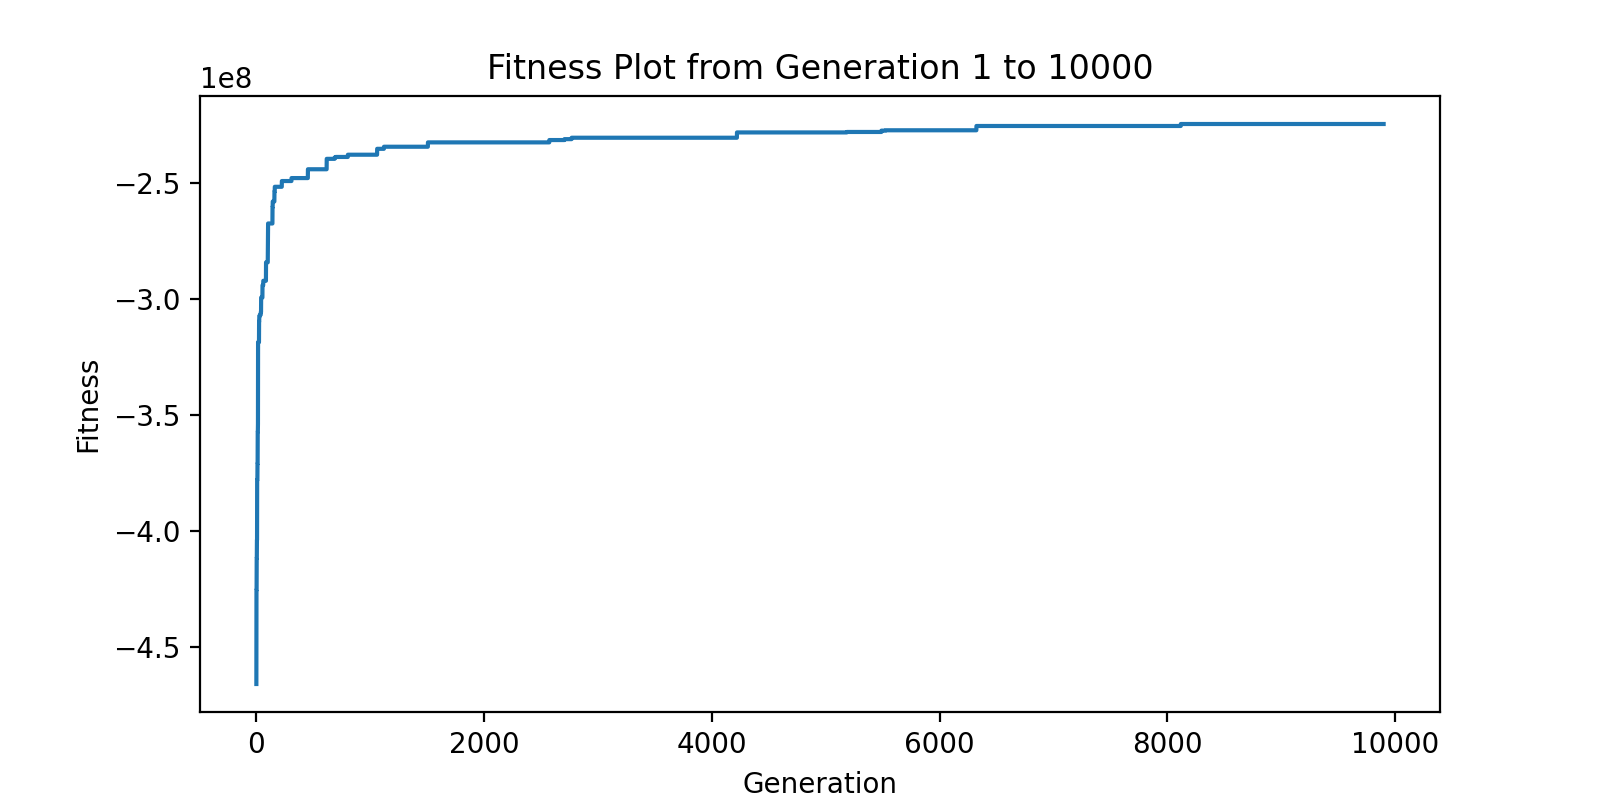 Fitness Plot from Generation 1 to 10000
1e8
−2.5
−3.0
−3.5
−4.0
−4.5
Fitness
0 2000 4000 6000 8000 10000
Generation